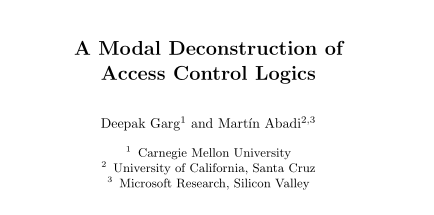 A Modal Deconstruction of
Access Control Logics
Deepak Garg¹ and Martín Abadi²,³
¹ Carnegie Mellon University
² University of California, Santa Cruz
³ Microsoft Research, Silicon Valley